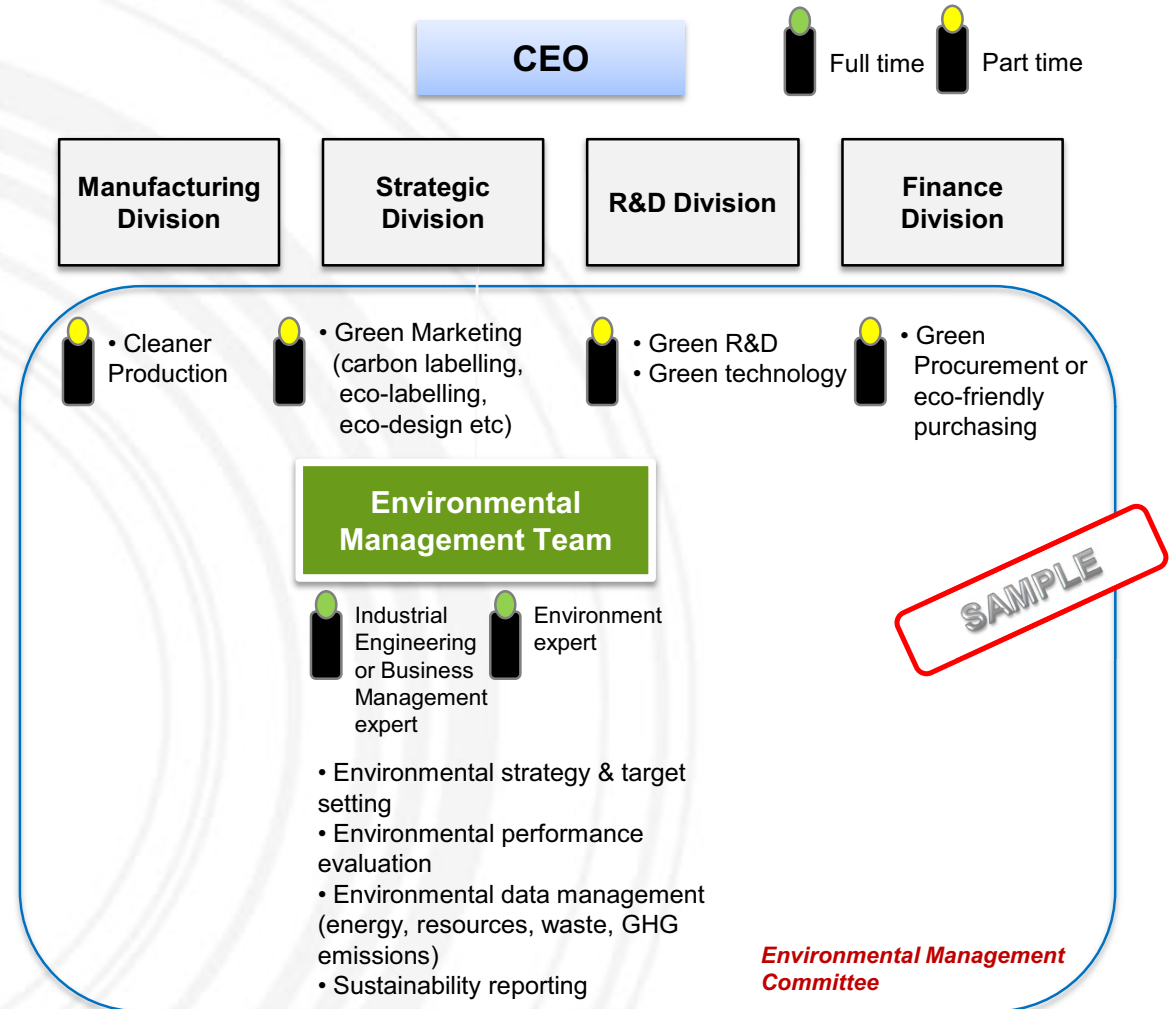 CEO
Full time
Part time
Manufacturing
Division
Strategic
Division
R&D Division
Finance
Division
• Cleaner
Production
• Green Marketing
(carbon labelling,
eco-labelling,
eco-design etc)
• Green R&D
• Green technology
• Green
Procurement or
eco-friendly
purchasing
Environmental
Management Team
SAMPLE
Industrial
Engineering
or Business
Management
expert
Environment
expert
• Environmental strategy & target
setting
• Environmental performance
evaluation
• Environmental data management
(energy, resources, waste, GHG
emissions)
• Sustainability reporting
Environmental Management
Committee